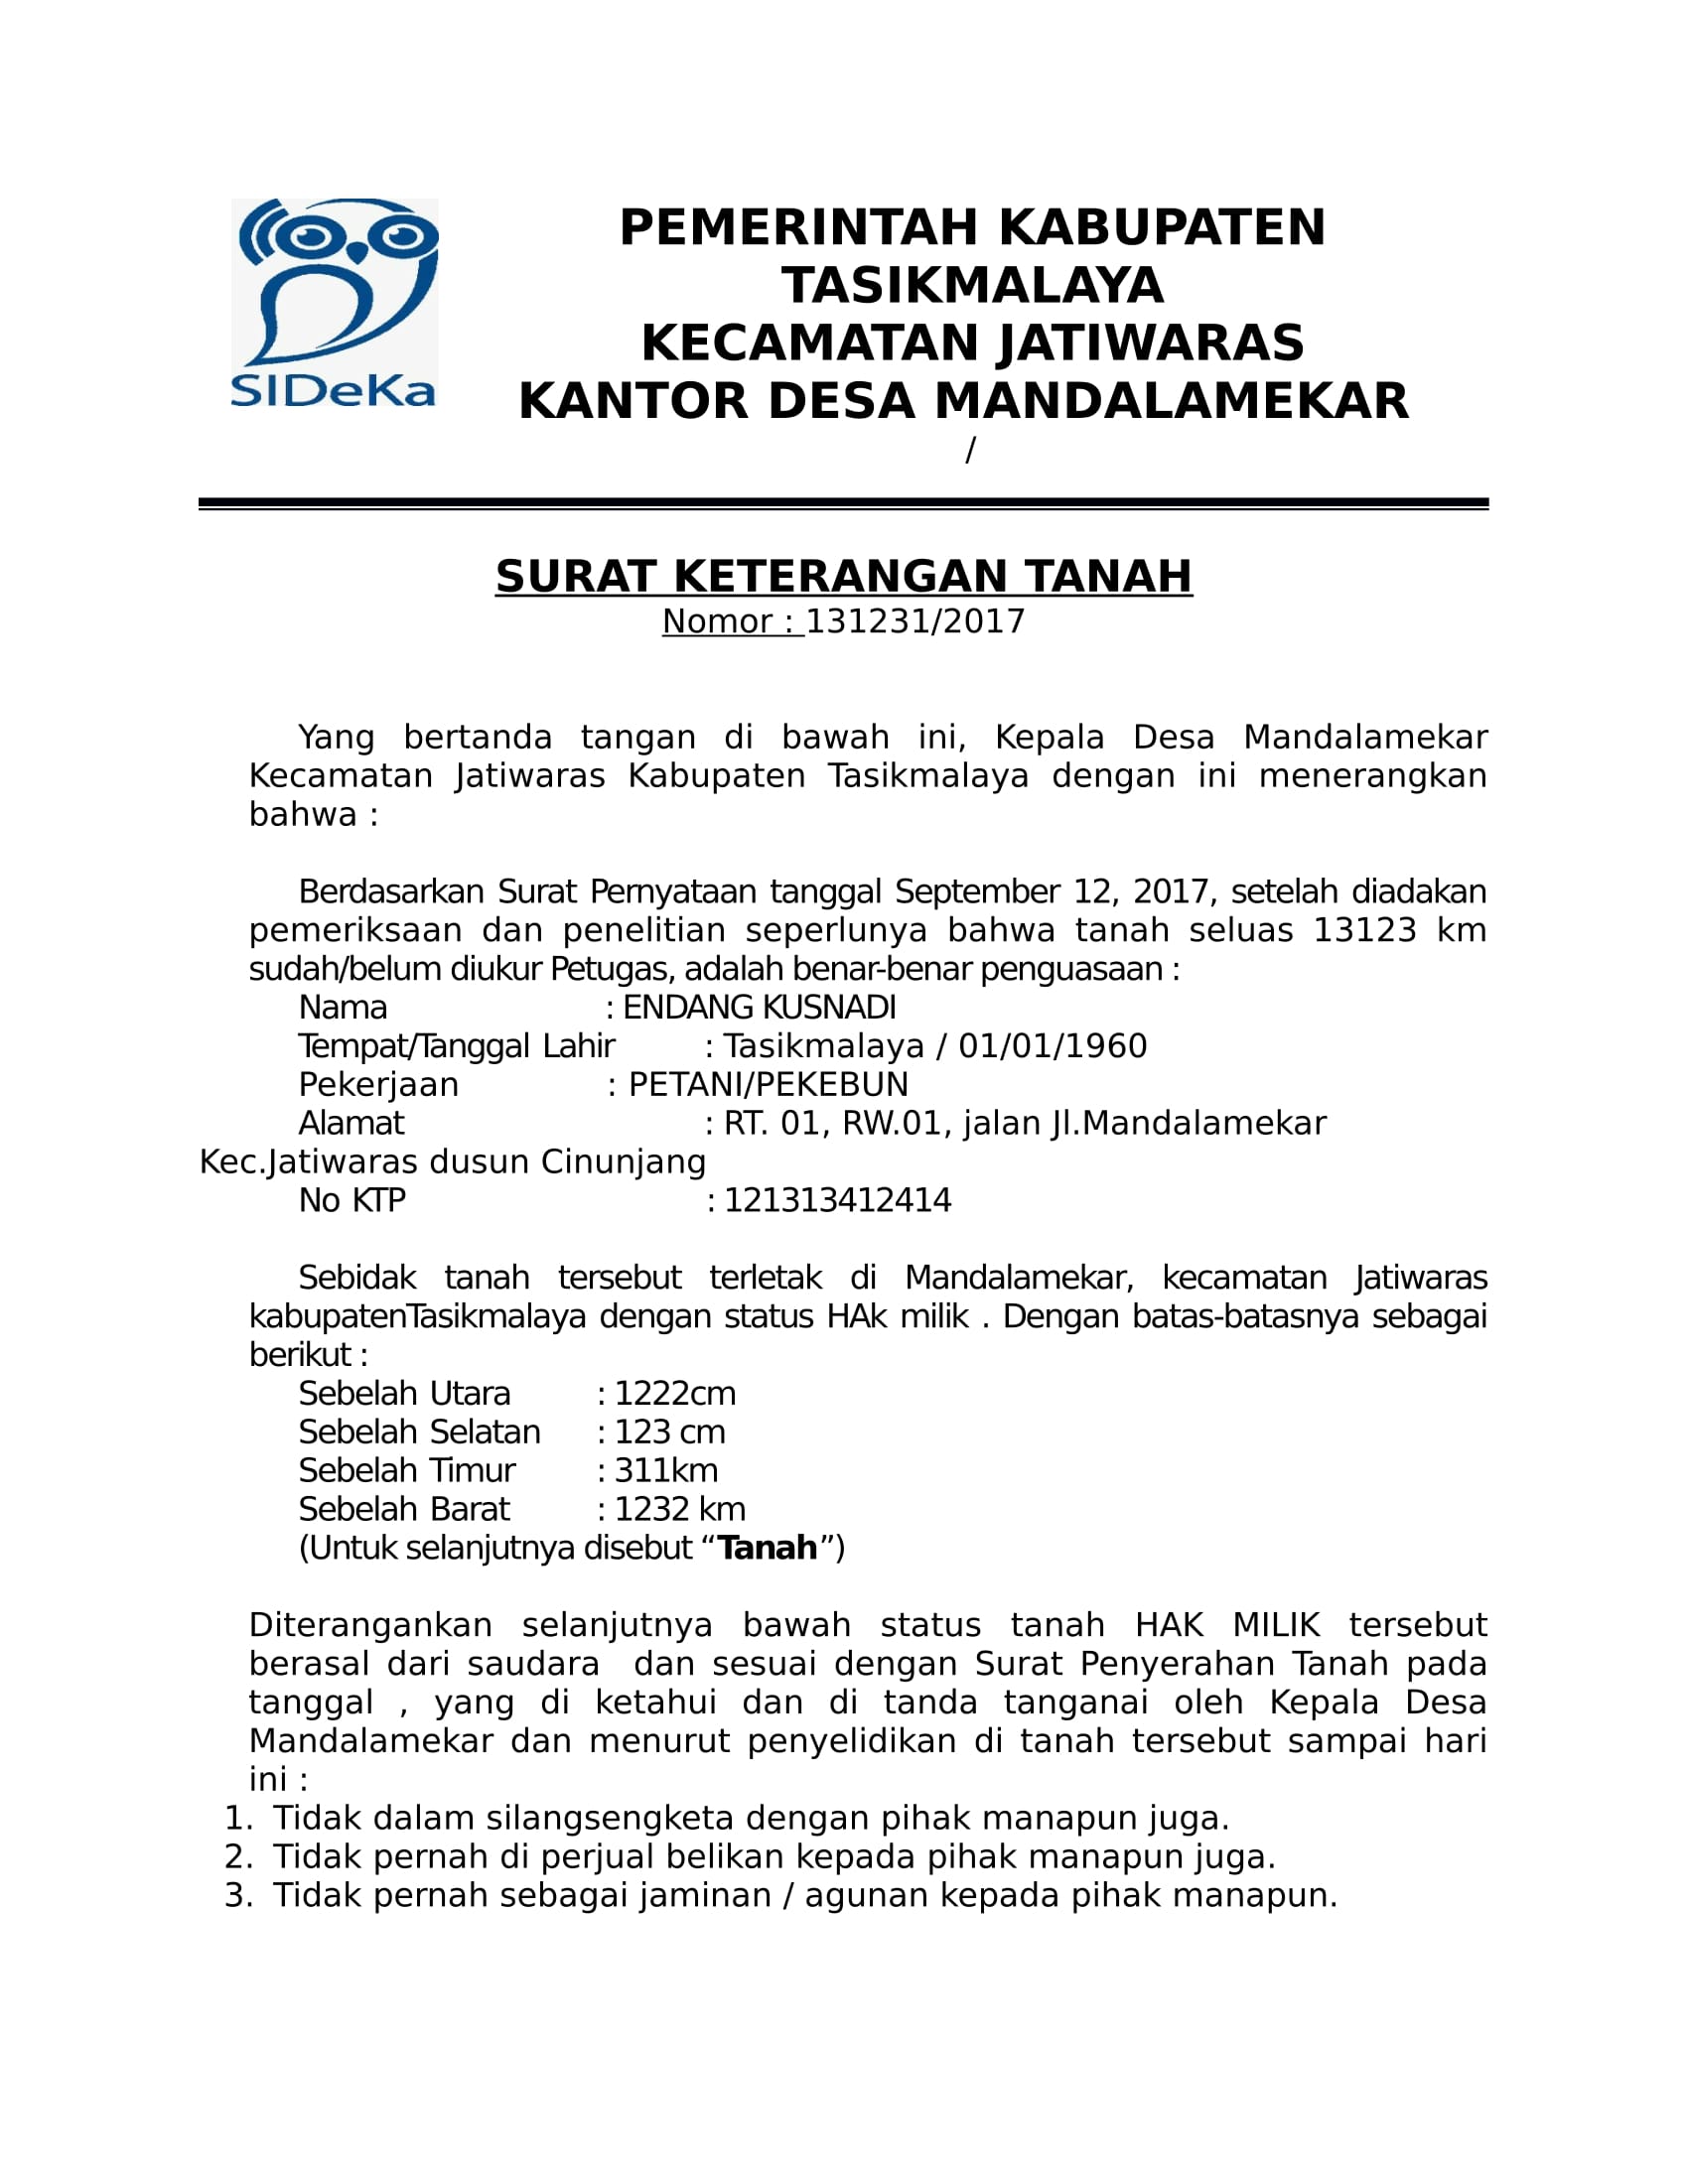 SIDeKa
PEMERINTAH KABUPATEN
TASIKMALAYA
KECAMATAN JATIWARAS
KANTOR DESA MANDALAMEKAR
/
SURAT KETERANGAN TANAH
Nomor : 131231/2017
Yang bertanda tangan di bawah ini, Kepala Desa Mandalamekar
Kecamatan Jatiwaras Kabupaten Tasikmalaya dengan ini menerangkan
bahwa :
Berdasarkan Surat Pernyataan tanggal September 12, 2017, setelah diadakan
pemeriksaan dan penelitian seperlunya bahwa tanah seluas 13123 km
sudah/belum diukur Petugas, adalah benar-benar penguasaan :
Nama : ENDANG KUSNADI
Tempat/Tanggal Lahir : Tasikmalaya / 01/01/1960
Pekerjaan : PETANI/PEKEBUN
Alamat : RT. 01, RW.01, jalan Jl.Mandalamekar
Kec.Jatiwaras dusun Cinunjang
No KTP : 121313412414
Sebidak tanah tersebut terletak di Mandalamekar, kecamatan Jatiwaras
kabupatenTasikmalaya dengan status HAk milik . Dengan batas-batasnya sebagai
berikut :
Sebelah Utara : 1222cm
Sebelah Selatan : 123 cm
Sebelah Timur : 311km
Sebelah Barat : 1232 km
(Untuk selanjutnya disebut “Tanah”)
Diterangankan selanjutnya bawah status tanah HAK MILIK tersebut
berasal dari saudara dan sesuai dengan Surat Penyerahan Tanah pada
tanggal , yang di ketahui dan di tanda tanganai oleh Kepala Desa
Mandalamekar dan menurut penyelidikan di tanah tersebut sampai hari
ini :
1. Tidak dalam silangsengketa dengan pihak manapun juga.
2. Tidak pernah di perjual belikan kepada pihak manapun juga.
3. Tidak pernah sebagai jaminan / agunan kepada pihak manapun.